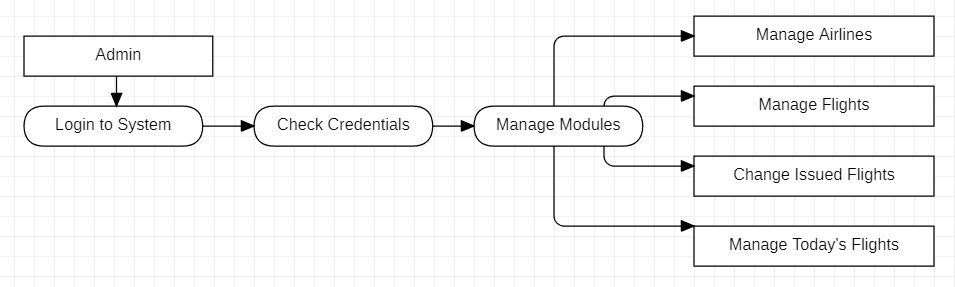 Admin
Login to System
Check Credentials
Manage Modules
Manage Airlines
Manage Flights
Change Issued Flights
Manage Today's Flights